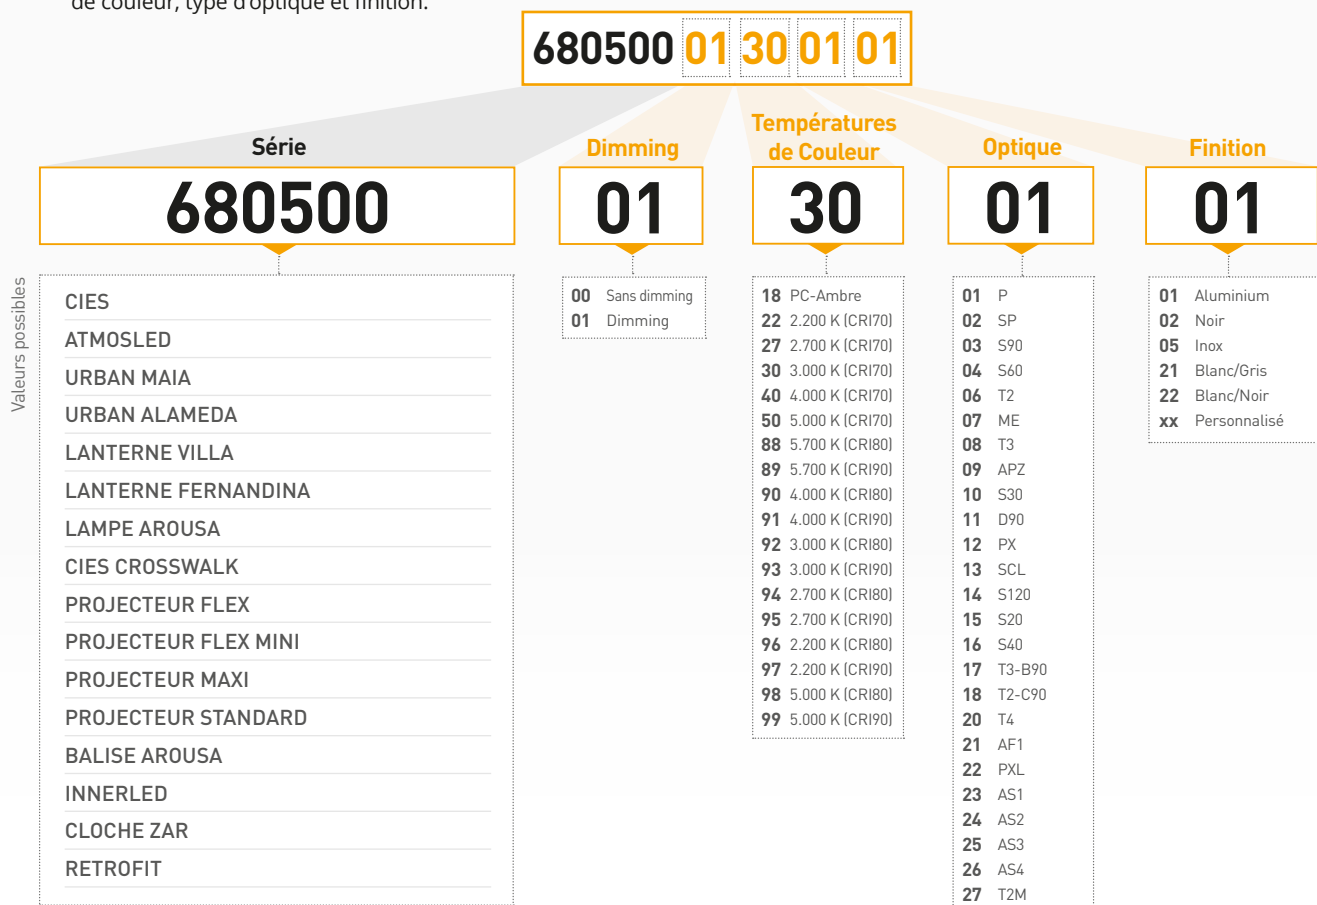 de couleur, type d'optique et finition.
680500 01 30 01 01
Série
680500
Valeurs possibles
CIES
ATMOSLED
URBAN MAIA
URBAN ALAMEDA
LANTERNE VILLA
LANTERNE FERNANDINA
LAMPE AROUSA
CIES CROSSWALK
PROJECTEUR FLEX
PROJECTEUR FLEX MINI
PROJECTEUR MAXI
PROJECTEUR STANDARD
BALISE AROUSA
INNERLED
CLOCHE ZAR
RETROFIT
Dimming
01
00 Sans dimming
01 Dimming
Températures
de Couleur
30
18 PC-Ambre
22 2.200 K (CRI70)
27 2.700 K (CRI70)
30 3.000 K (CRI70)
40 4.000 K (CRI70)
50 5.000 K (CRI70)
88 5.700 K (CRI80)
89 5.700 K (CRI90)
90 4.000 K (CRI80)
91 4.000 K (CRI90)
92 3.000 K (CRI80)
93 3.000 K (CRI90)
94 2.700 K (CRI80)
95 2.700 K (CRI90)
96 2.200 K (CRI80)
97 2.200 K (CRI90)
98 5.000 K (CRI80)
99 5.000 K (CRI90)
Optique
01
01 P
02 SP
03 S90
04 S60
06 T2
07 ME
08 T3
09 APZ
10 S30
11 D90
12 PX
13 SCL
14 S120
15 S20
16 S40
17 T3-B90
18 T2-C90
20 T4
21 AF1
22 PXL
23 AS1
24 AS2
25 AS3
26 AS4
27 T2M
Finition
01
01 Aluminium
02 Noir
05 Inox
21 Blanc/Gris
22 Blanc/Noir
xx Personnalisé